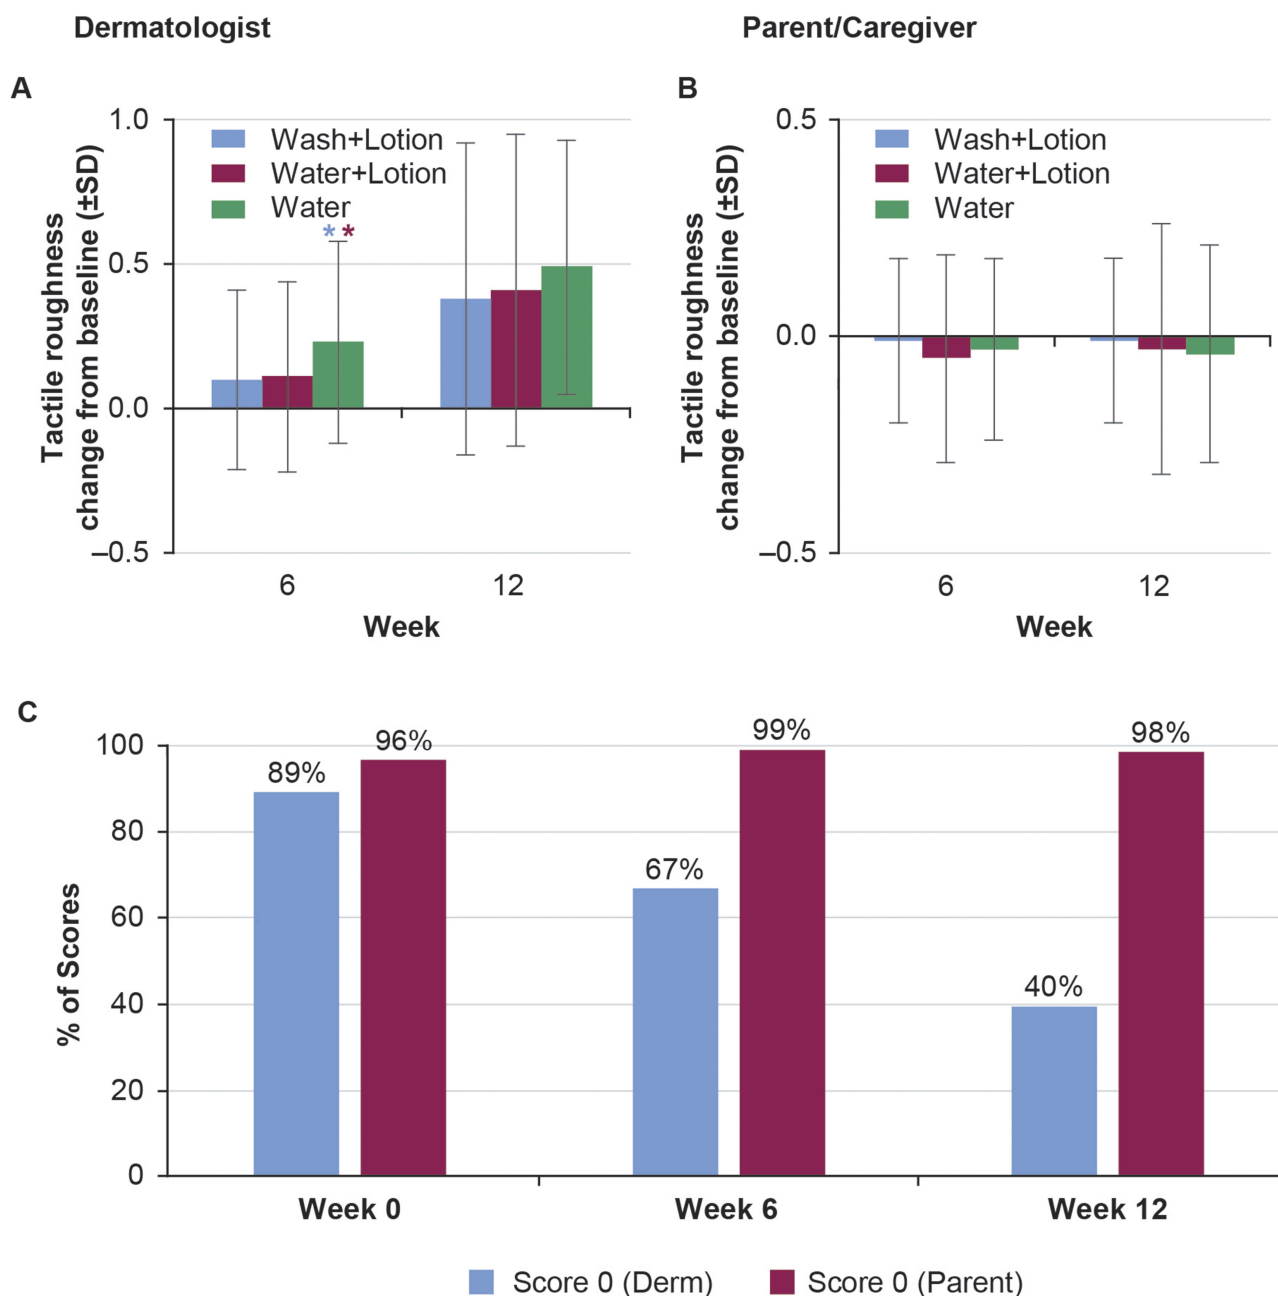 Dermatologist
Parent/Caregiver
A
Tactile roughness
change from baseline (±SD)
1.0
0.5
0.0
–0.5
Wash+Lotion
Water+Lotion
Water
* *
6
12
Week
B
Tactile roughness
change from baseline (±SD)
0.5
0.0
–0.5
Wash+Lotion
Water+Lotion
Water
6
12
Week
C
% of Scores
100
80
60
40
20
0
89%
96%
67%
99%
40%
98%
Week 0
Week 6
Week 12
Score 0 (Derm)
Score 0 (Parent)